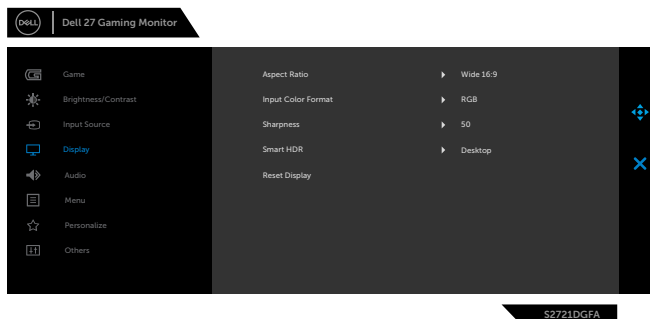 DELL
Dell 27 Gaming Monitor
Game
Aspect Ratio Wide 16:9
Brightness/Contrast
Input Color Format RGB
Input Source
Sharpness 50
Display
Smart HDR Desktop
Audio
Reset Display
Menu
Personalize
Others
S2721DGFA